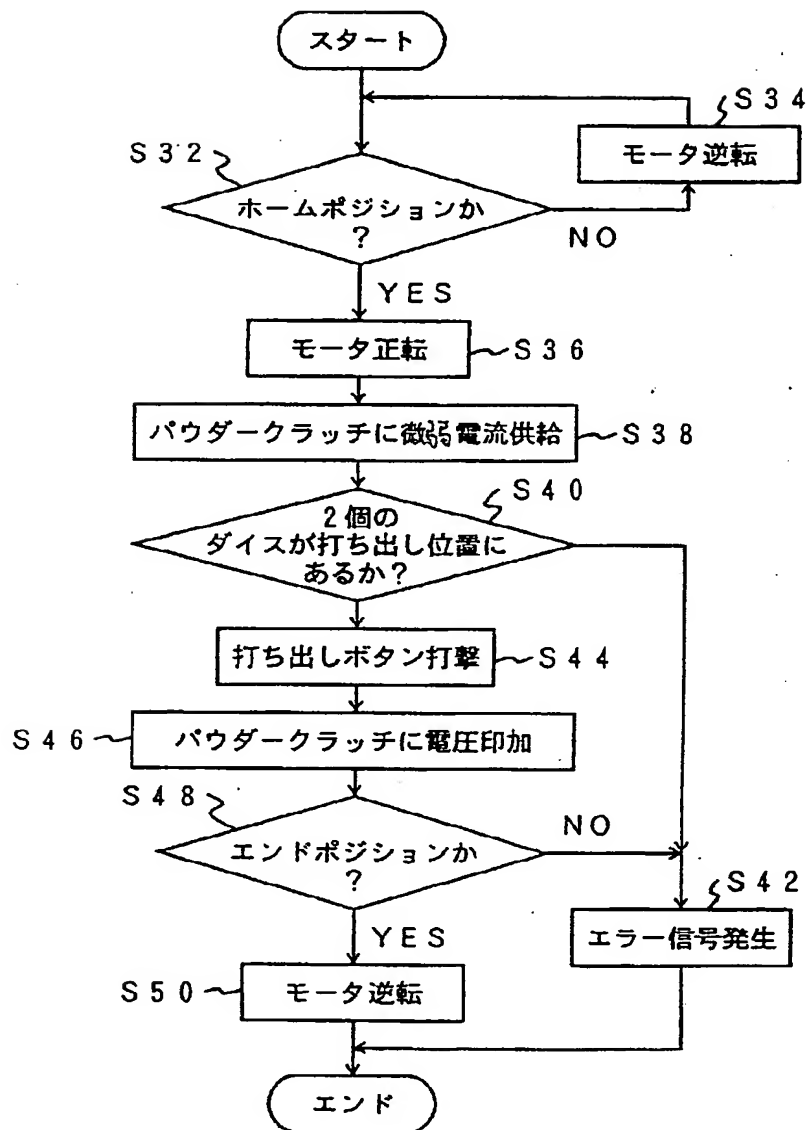 スタート
S34
モータ逆転
S32
ホームポジションか
?
NO
YES
モータ正転
S36
パウダークラッチに微弱電流供給
S38
S40
2個の
ダイスが打ち出し位置に
あるか?
打ち出しボタン打撃
S44
S46
パウダークラッチに電圧印加
S48
エンドポジションか
?
NO
S42
エラー信号発生
YES
S50
モータ逆転
エンド